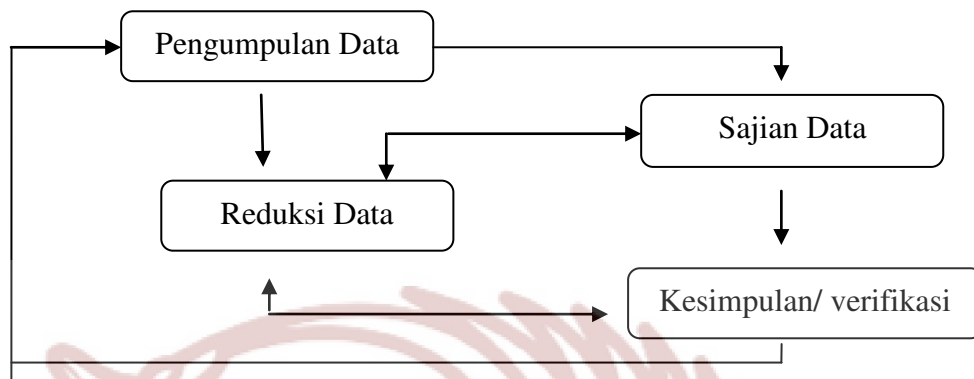 Pengumpulan Data
Sajian Data
Reduksi Data
Kesimpulan/ verifikasi